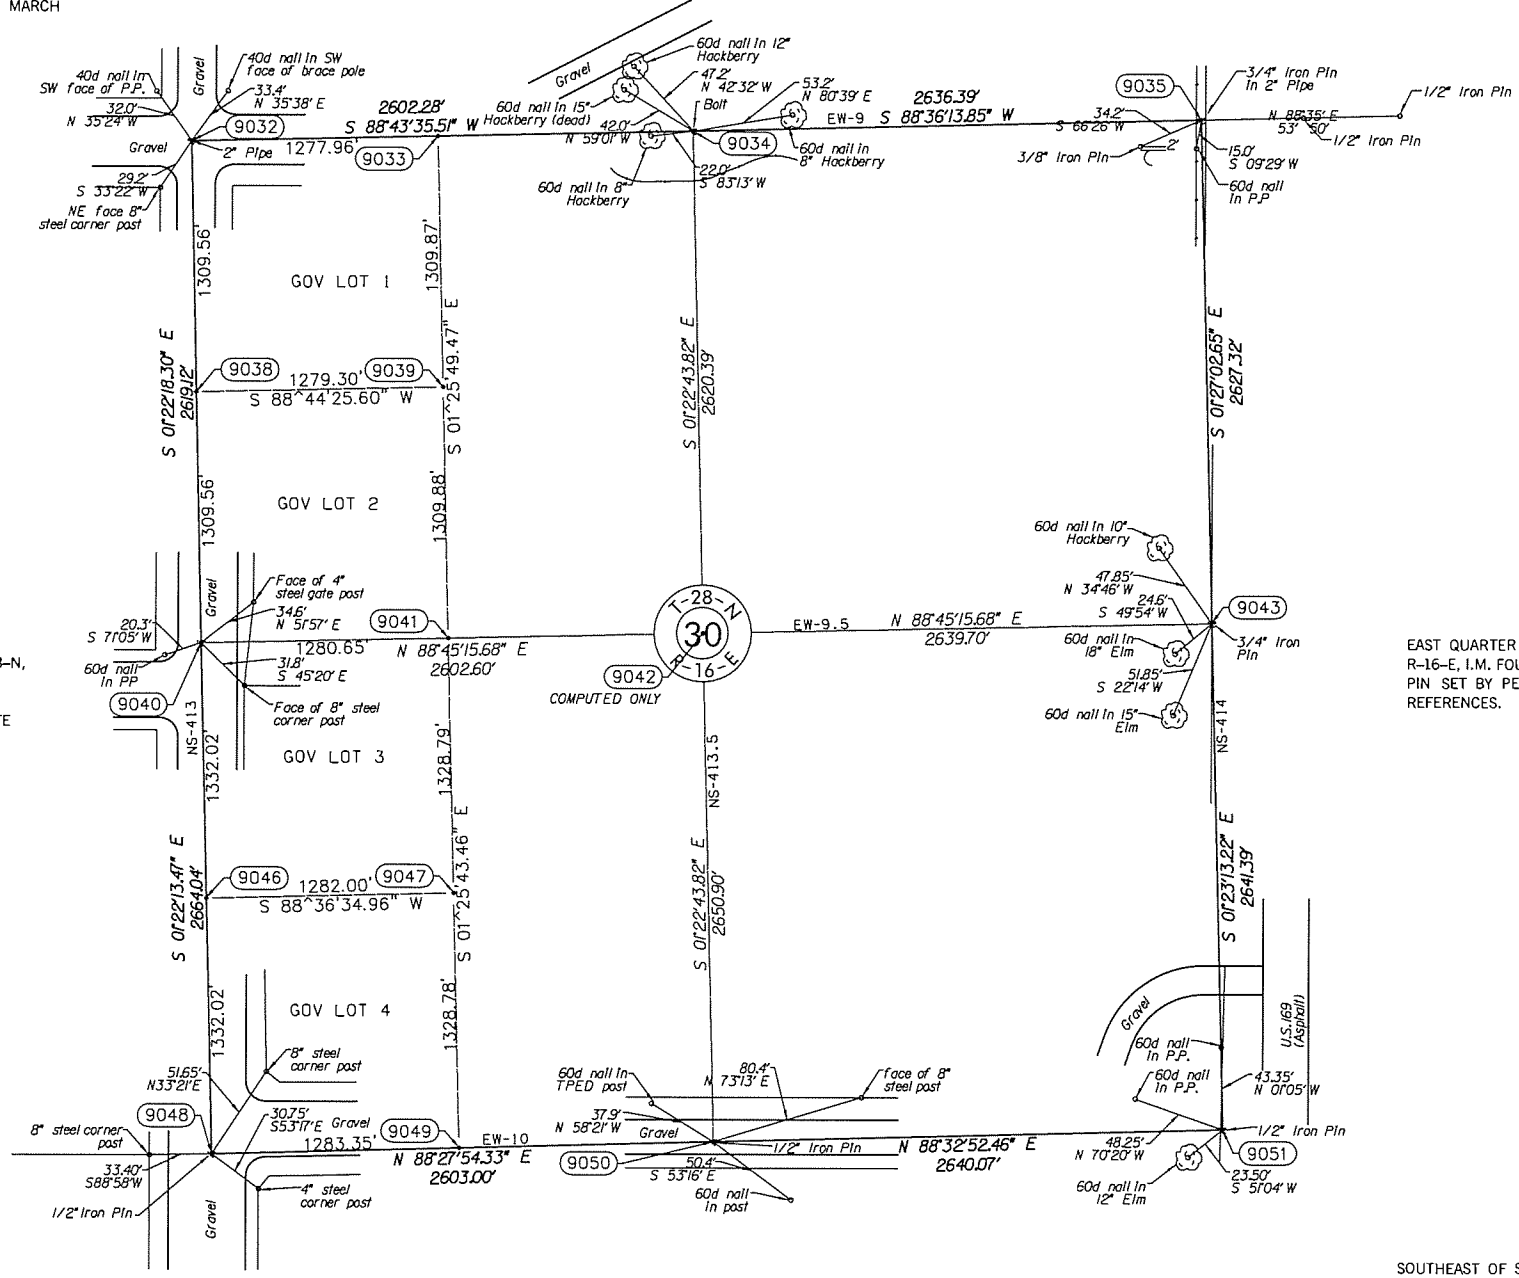 MARCH
40d nail in
SW face of P.P.
32.0'
N 35°24' W
Gravel
40d nail in SW
face of brace pole
33.4'
N 35°38' E
9032
2" Pipe
Gravel
29.2'
S 33°22' W
NE face 8"
steel corner post
2602.28'
S 88°43'35.51" W
1277.96'
9033
Gravel
60d nail in 12"
Hackberry
47.2'
N 42°32' W
60d nail in 15"
Hackberry (dead)
42.0'
N 59°01' W
Bolt
53.2'
N 80°39' E
9034
60d nail in
8" Hackberry
22.0'
S 83°13' W
60d nail in 8"
Hackberry
2636.39'
EW-9 S 88°36'13.85" W
9035
34.2'
S 66°26' W
3/8" Iron Pin
2'
3/4" Iron Pin
in 2" Pipe
N 88°35' E
53' 50'
1/2" Iron Pin
1/2" Iron Pin
15.0'
S 09°29' W
60d nail
in P.P
1309.56'
GOV LOT 1
1309.87'
S 01°22'18.30" E
2619.12'
9038
1279.30'
9039
S 88^44'25.60" W
S 01^25'49.47" E
S 01°22'43.82" E
2620.39'
S 01°27'02.65" E
2627.32'
1309.56'
GOV LOT 2
1309.88'
60d nail in 10"
Hackberry
47.85'
N 34°46' W
24.6'
S 49°54' W
9043
60d nail in
18" Elm
3/4" Iron
Pin
51.85'
S 22°14' W
60d nail in 15"
Elm
Gravel
Face of 4"
steel gate post
34.6'
N 51°57' E
20.3'
S 71°05' W
60d nail
in PP
31.8'
S 45°20' E
9040
Face of 8" steel
corner post
1280.65'
9041
N 88°45'15.68" E
2602.60'
T-28-N
30
R-16-E
9042
COMPUTED ONLY
EW-9.5 N 88°45'15.68" E
2639.70'
EAST QUARTER
R-16-E, I.M. FOU
PIN SET BY PE
REFERENCES.
-N,
TE
NS-413
1332.02'
GOV LOT 3
1328.79'
NS-413.5
NS-414
S 01°22'13.47" E
2664.04'
9046
1282.00'
9047
S 88^36'34.96" W
S 01^25'43.46" E
S 01°22'43.82" E
2650.90'
S 01°23'13.22" E
2641.39'
1332.02'
GOV LOT 4
1328.78'
Gravel
U.S.169
(Asphalt)
8" steel
corner post
51.65'
N33°21'E
9048
30.75'
S53°17'E
Gravel
8" steel corner
post
33.40'
S88°58'W
1/2" Iron Pin
Gravel
4" steel
corner post
1283.35'
9049
EW-10
N 88°27'54.33" E
2603.00'
60d nail in
TPED post
37.9'
N 58°21' W
Gravel
80.4'
N 73°13' E
face of 8"
steel post
1/2" Iron Pin
9050
50.4'
S 53°16' E
60d nail
in post
N 88°32'52.46" E
2640.07'
60d nail
in P.P.
60d nail
in P.P.
43.35'
N 01°05' W
1/2" Iron Pin
48.25'
N 70°20' W
9051
60d nail in
12" Elm
23.50'
S 51°04' W
SOUTHEAST OF S